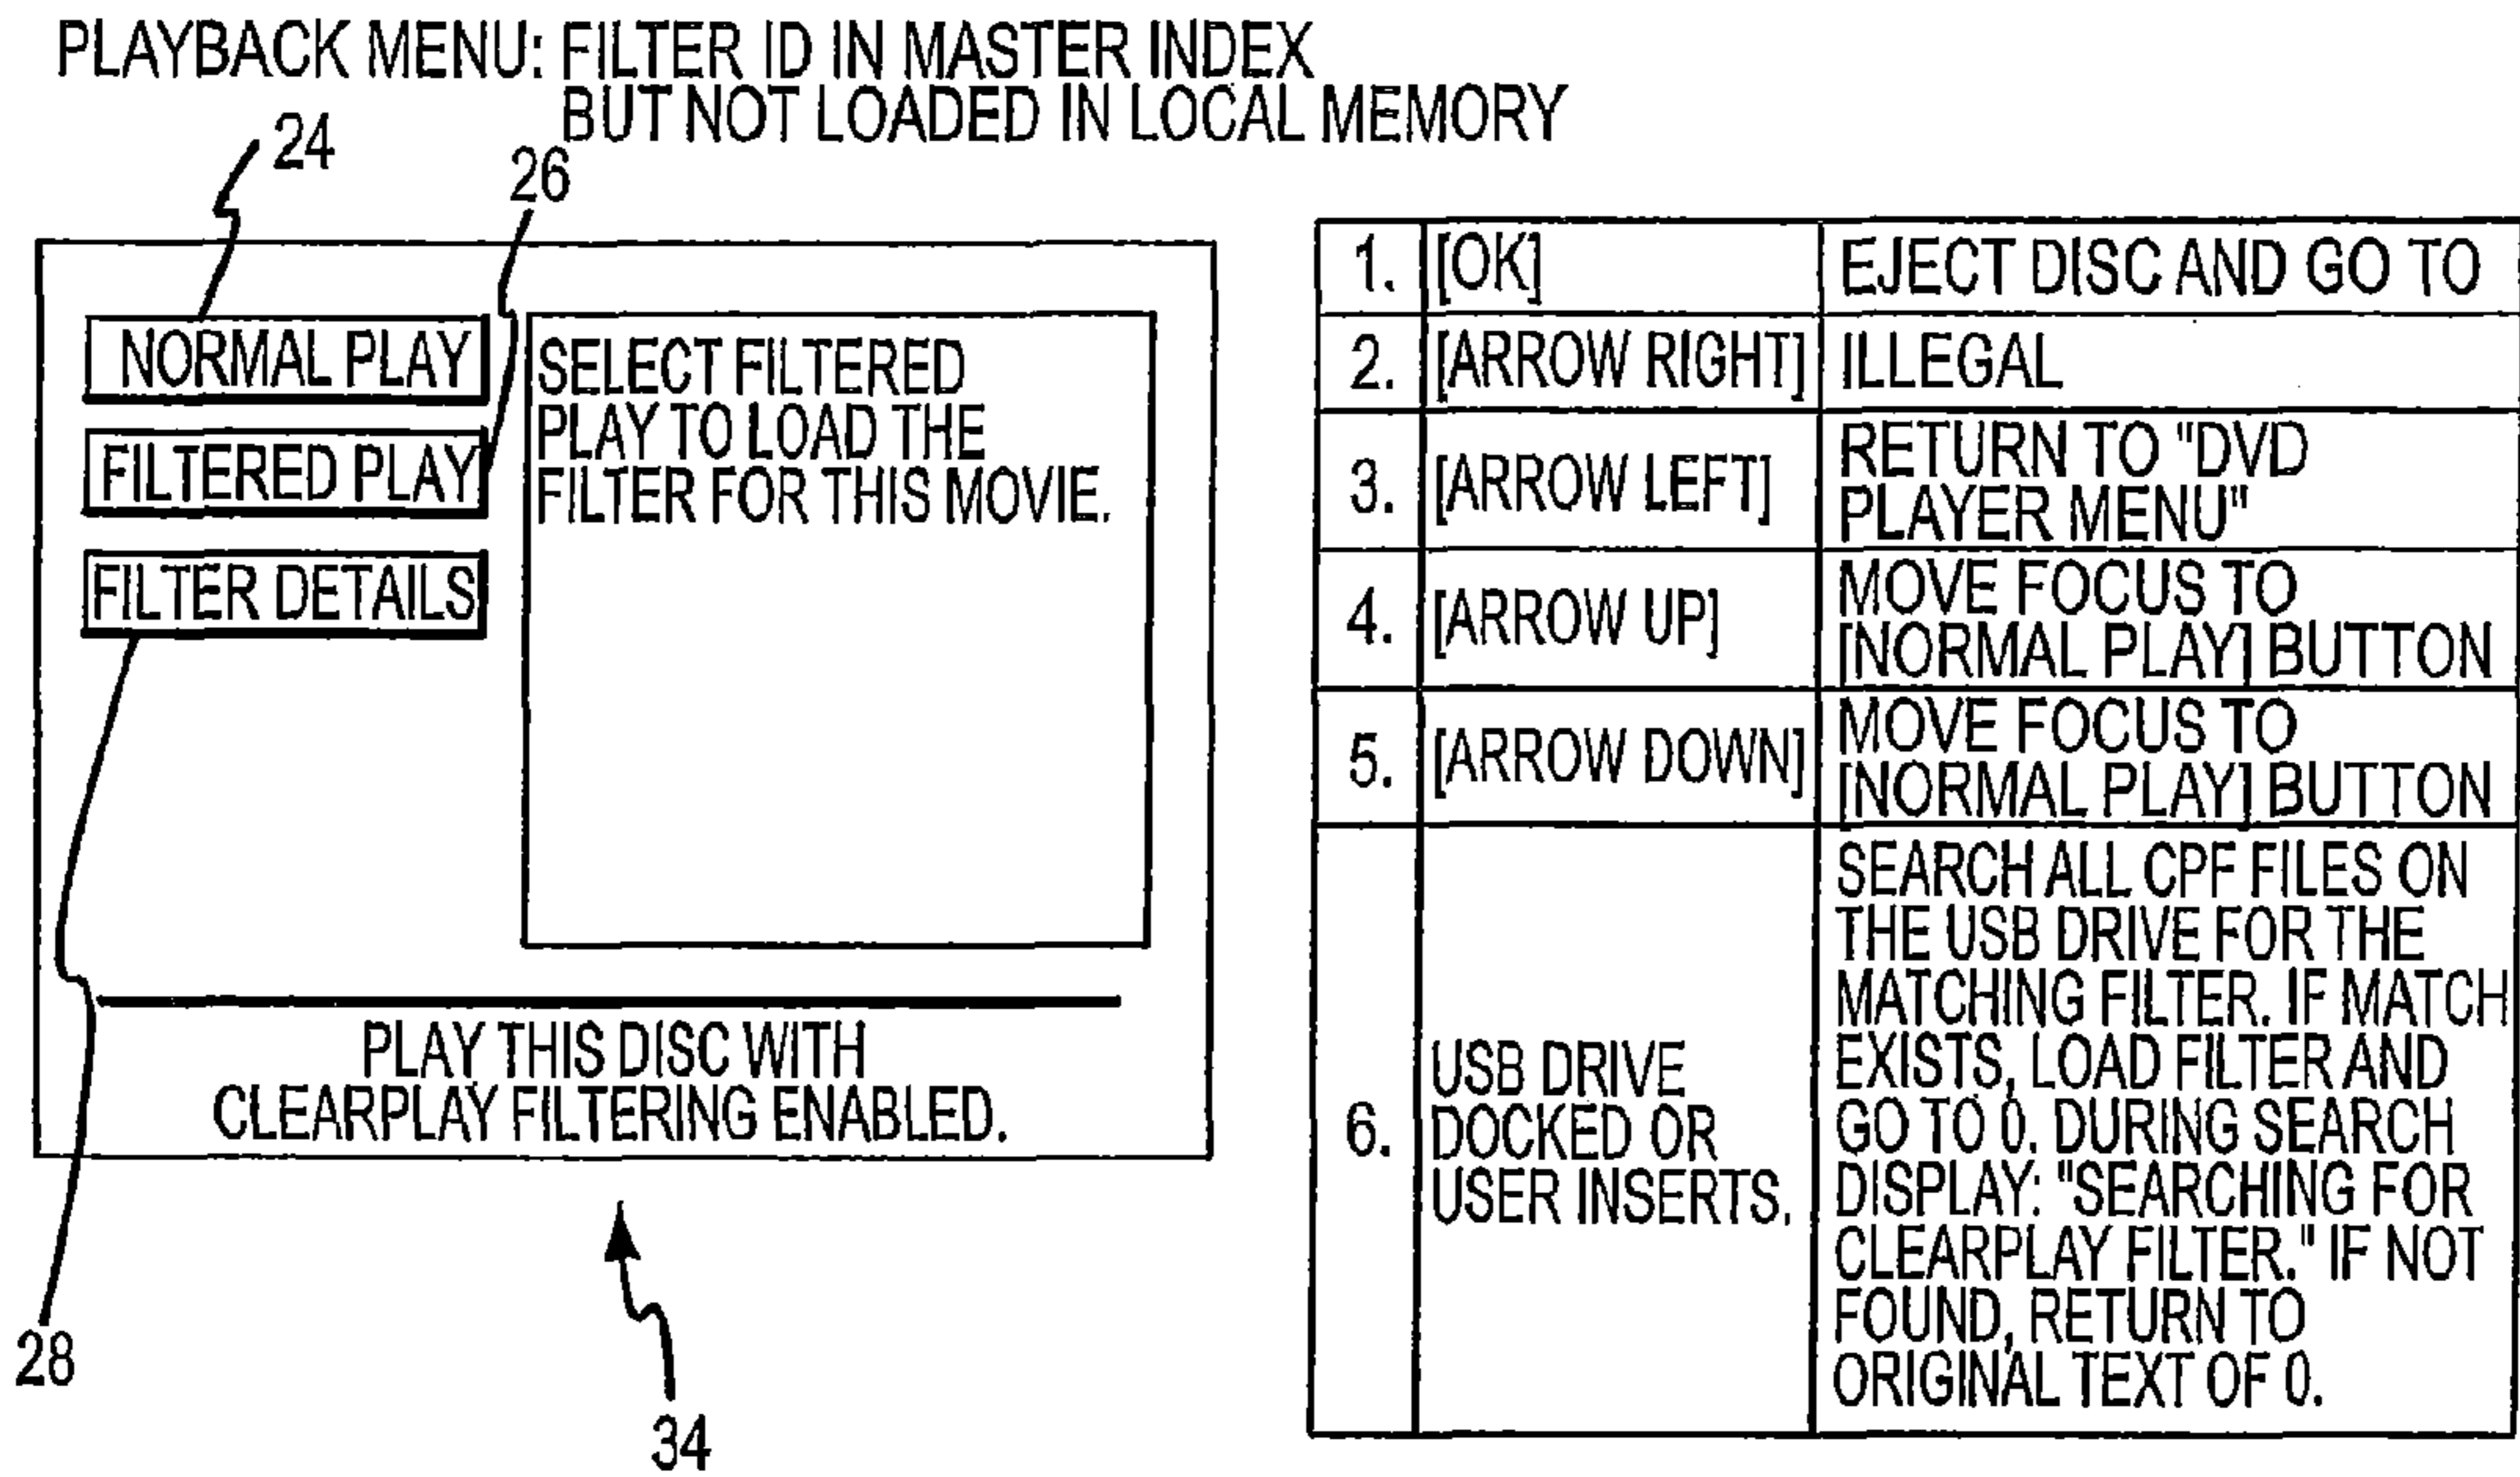 PLAYBACK MENU: FILTER ID IN MASTER INDEX
BUT NOT LOADED IN LOCAL MEMORY
24
26
NORMAL PLAY
FILTERED PLAY
FILTER DETAILS
SELECT FILTERED
PLAY TO LOAD THE
FILTER FOR THIS MOVIE.
PLAY THIS DISC WITH
CLEARPLAY FILTERING ENABLED.
28
34
1. [OK] EJECT DISC AND GO TO
2. [ARROW RIGHT] ILLEGAL
3. [ARROW LEFT] RETURN TO "DVD
PLAYER MENU"
4. [ARROW UP] MOVE FOCUS TO
[NORMAL PLAY] BUTTON
5. [ARROW DOWN] MOVE FOCUS TO
[NORMAL PLAY] BUTTON
6. USB DRIVE
DOCKED OR
USER INSERTS.
SEARCH ALL CPF FILES ON
THE USB DRIVE FOR THE
MATCHING FILTER. IF MATCH
EXISTS, LOAD FILTER AND
GO TO 0. DURING SEARCH
DISPLAY: "SEARCHING FOR
CLEARPLAY FILTER." IF NOT
FOUND, RETURN TO
ORIGINAL TEXT OF 0.